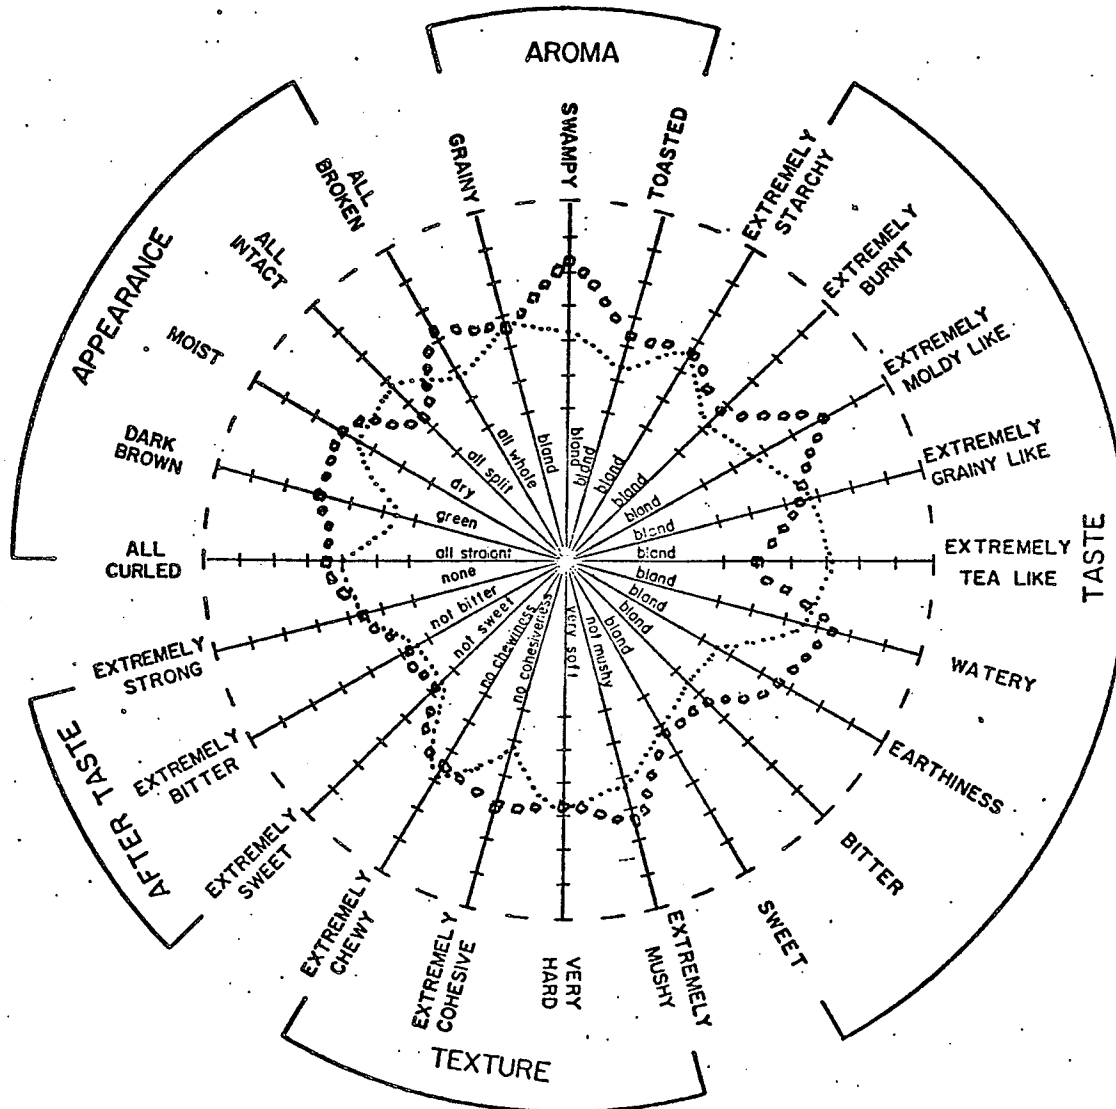 AROMA
SWAMPY
GRAINY
TOASTED
ALL
BROKEN
EXTREMELY
STARCHY
ALL
INTACT
EXTREMELY
BURNT
APPEARANCE
MOIST
EXTREMELY
MOLDY LIKE
DARK
BROWN
EXTREMELY
GRAINY LIKE
ALL
CURLED
EXTREMELY
TEA LIKE
TASTE
EXTREMELY
STRONG
WATERY
AFTER TASTE
EXTREMELY
BITTER
EARTHINESS
EXTREMELY
SWEET
BITTER
EXTREMELY
CHEWY
SWEET
EXTREMELY
COHESIVE
VERY
HARD
EXTREMELY
MUSHY
TEXTURE
bland
bland
bland
bland
bland
bland
bland
bland
bland
bland
bland
not mushy
very soft
no cohesiveness
no chewiness
not sweet
not bitter
none
all straight
green
dry
all split
all whole